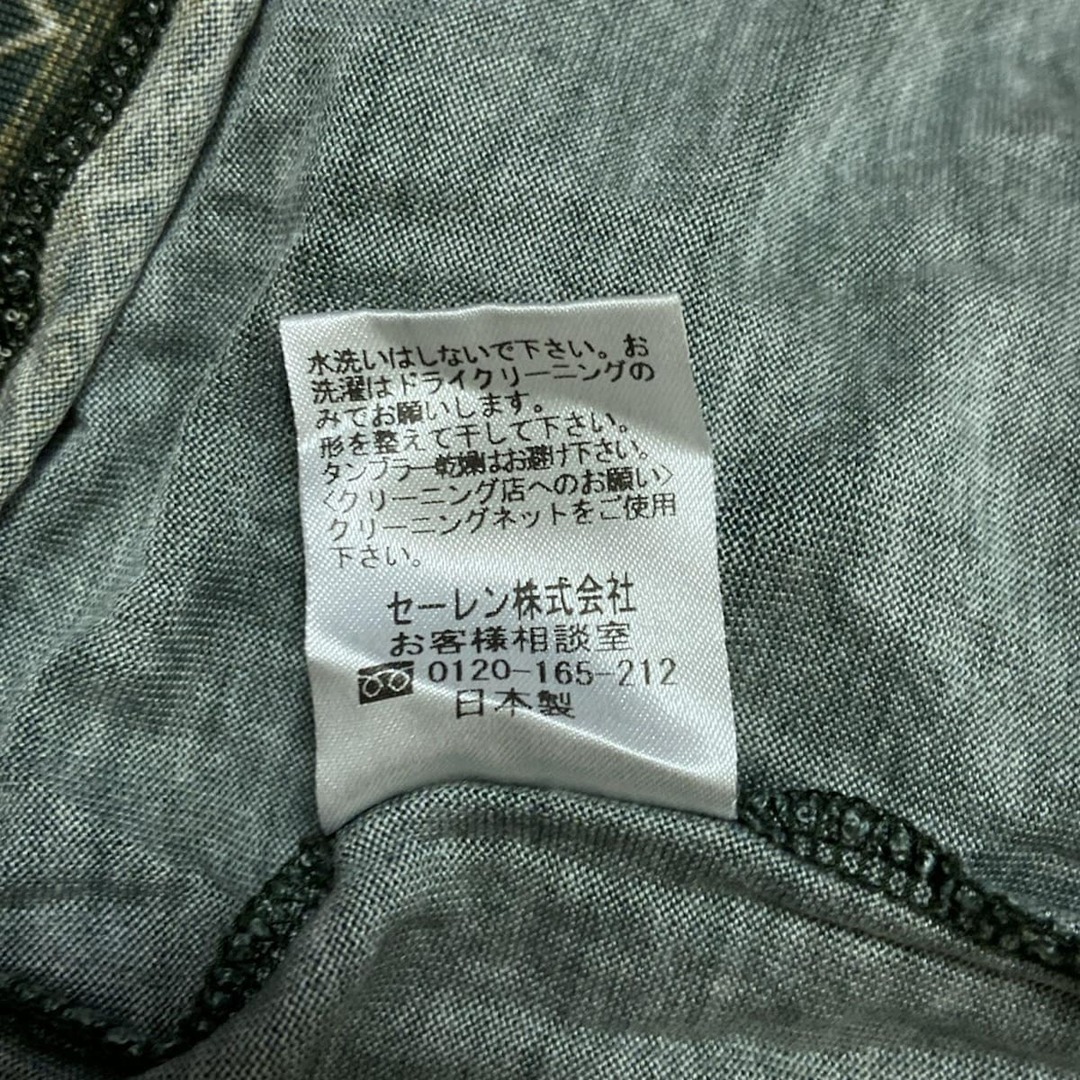 水洗いはしないで下さい。お
洗濯はドライクリーニングの
みでお願いします。
形を整えて干して下さい。
タンブラー乾燥はお避け下さい。
〈クリーニング店へのお願い〉
クリーニングネットをご使用
下さい。
セーレン株式会社
お客様相談室
0120-165-212
日本製